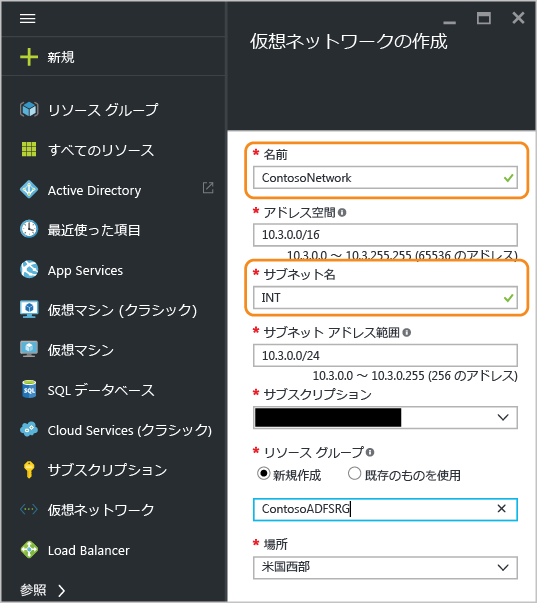 新規
リソース グループ
すべてのリソース
Active Directory
最近使った項目
App Services
仮想マシン (クラシック)
仮想マシン
SQL データベース
Cloud Services (クラシック)
サブスクリプション
仮想ネットワーク
Load Balancer
参照
仮想ネットワークの作成
* 名前
ContosoNetwork
* アドレス空間
10.3.0.0/16
10.3.0.0 ～ 10.3.255.255 (65536 のアドレス)
* サブネット名
INT
* サブネット アドレス範囲
10.3.0.0/24
10.3.0.0 ～ 10.3.0.255 (256 のアドレス)
* サブスクリプション
* リソース グループ
新規作成 既存のものを使用
ContosoADFSRG
* 場所
米国西部